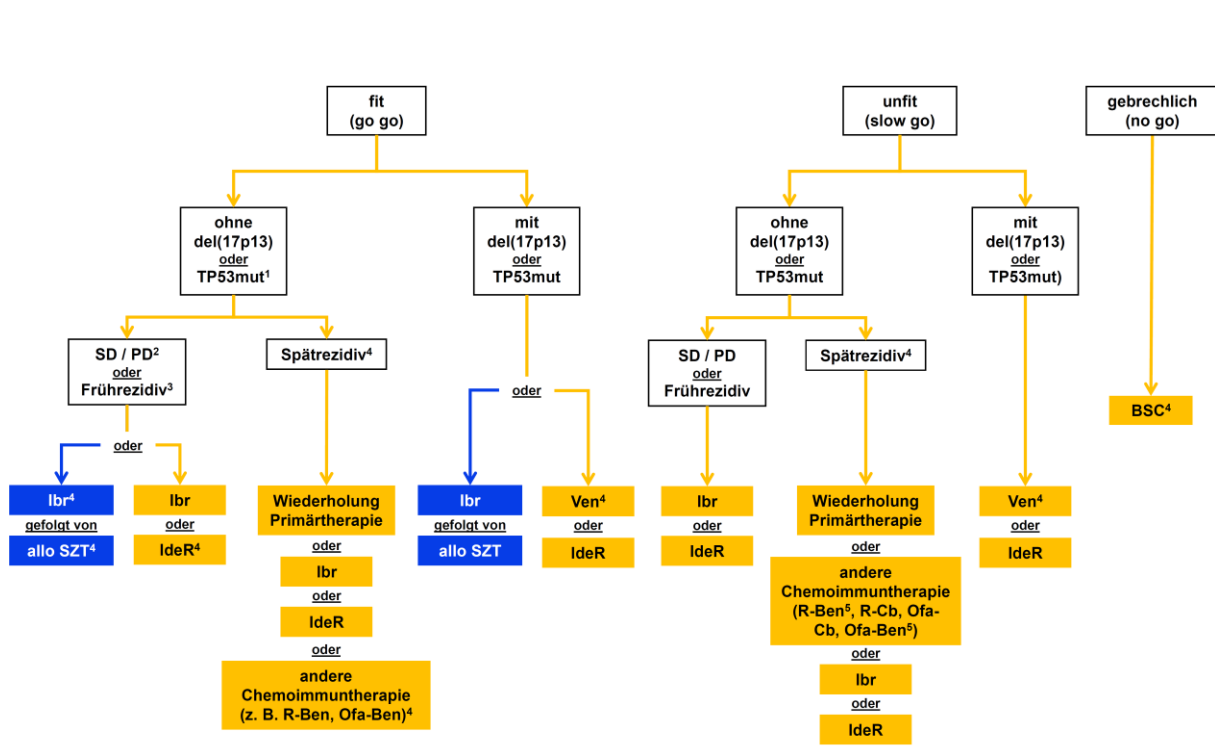 fit
(go go)
unfit
(slow go)
gebrechlich
(no go)
ohne
del(17p13)
oder
TP53mut¹
mit
del(17p13)
oder
TP53mut
ohne
del(17p13)
oder
TP53mut
mit
del(17p13)
oder
TP53mut)
SD / PD²
oder
Frührezidiv³
Spätrezidiv⁴
SD / PD
oder
Frührezidiv
Spätrezidiv⁴
oder
oder
BSC⁴
Ibr⁴
gefolgt von
allo SZT⁴
Ibr
oder
IdeR⁴
Wiederholung
Primärtherapie
oder
Ibr
oder
IdeR
oder
andere
Chemoimmuntherapie
(z. B. R-Ben, Ofa-Ben)⁴
Ibr
gefolgt von
allo SZT
Ven⁴
oder
IdeR
Ibr
oder
IdeR
Wiederholung
Primärtherapie
oder
andere
Chemoimmuntherapie
(R-Ben⁵, R-Cb, Ofa-
Cb, Ofa-Ben⁵)
oder
Ibr
oder
IdeR
Ven⁴
oder
IdeR